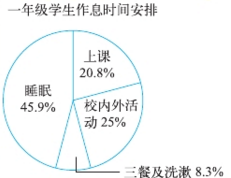 一年级学生作息时间安排
上课
20.8%
睡眠
45.9%
校内外活
动 25%
三餐及洗漱 8.3%